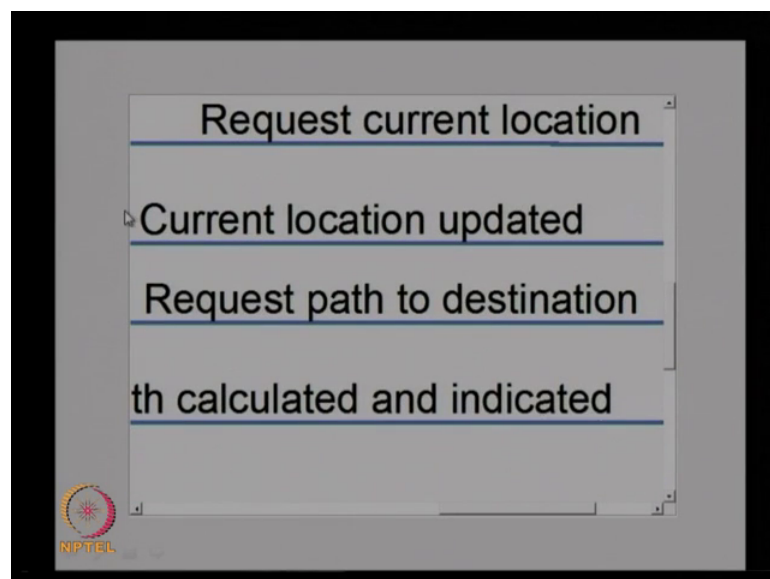 Request current location
Current location updated
Request path to destination
th calculated and indicated
NPTEL